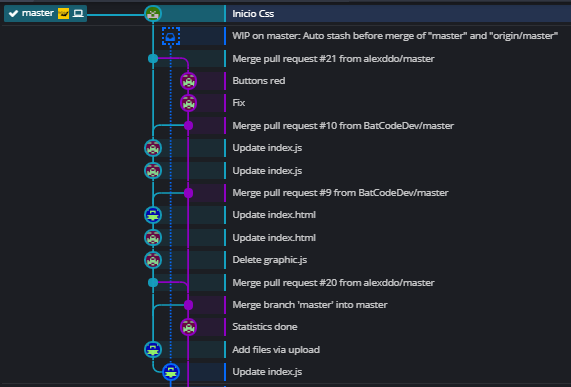 master
Inicio Css
WIP on master: Auto stash before merge of "master" and "origin/master"
Merge pull request #21 from alexddo/master
Buttons red
Fix
Merge pull request #10 from BatCodeDev/master
Update index.js
Update index.js
Merge pull request #9 from BatCodeDev/master
Update index.html
Update index.html
Delete graphic.js
Merge pull request #20 from alexddo/master
Merge branch 'master' into master
Statistics done
Add files via upload
Update index.js